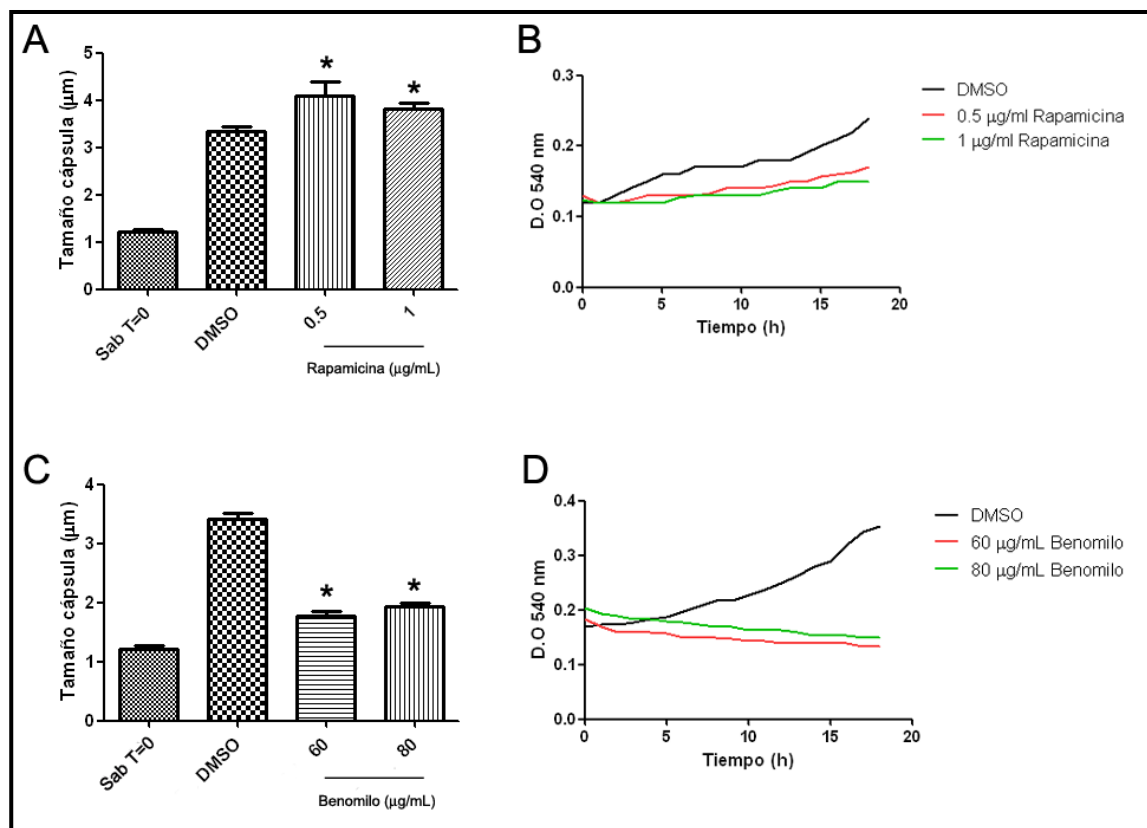 A
Tamaño cápsula (μm)
5
4
3
2
1
0
*
*
Sab T=0
DMSO
0.5
1
Rapamicina (μg/mL)
B
D.O 540 nm
0.3
0.2
0.1
0.0
0
5
10
15
20
Tiempo (h)
DMSO
0.5 μg/ml Rapamicina
1 μg/ml Rapamicina
C
Tamaño cápsula (μm)
4
3
2
1
0
*
*
Sab T=0
DMSO
60
80
Benomilo (μg/mL)
D
D.O 540 nm
0.4
0.3
0.2
0.1
0.0
0
5
10
15
20
Tiempo (h)
DMSO
60 μg/mL Benomilo
80 μg/mL Benomilo